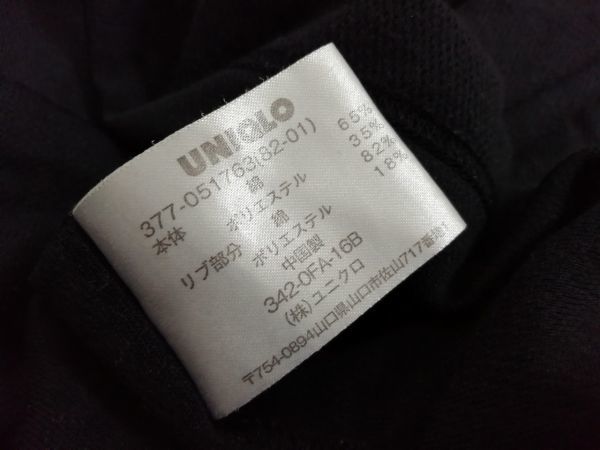 UNIQLO
377-051763(82-01)
本体 綿 65%
ポリエステル 35%
リブ部分 綿 82%
ポリエステル 18%
中国製
342-0FA-16B
(株)ユニクロ
〒754-0894山口県山口市佐山717番地1